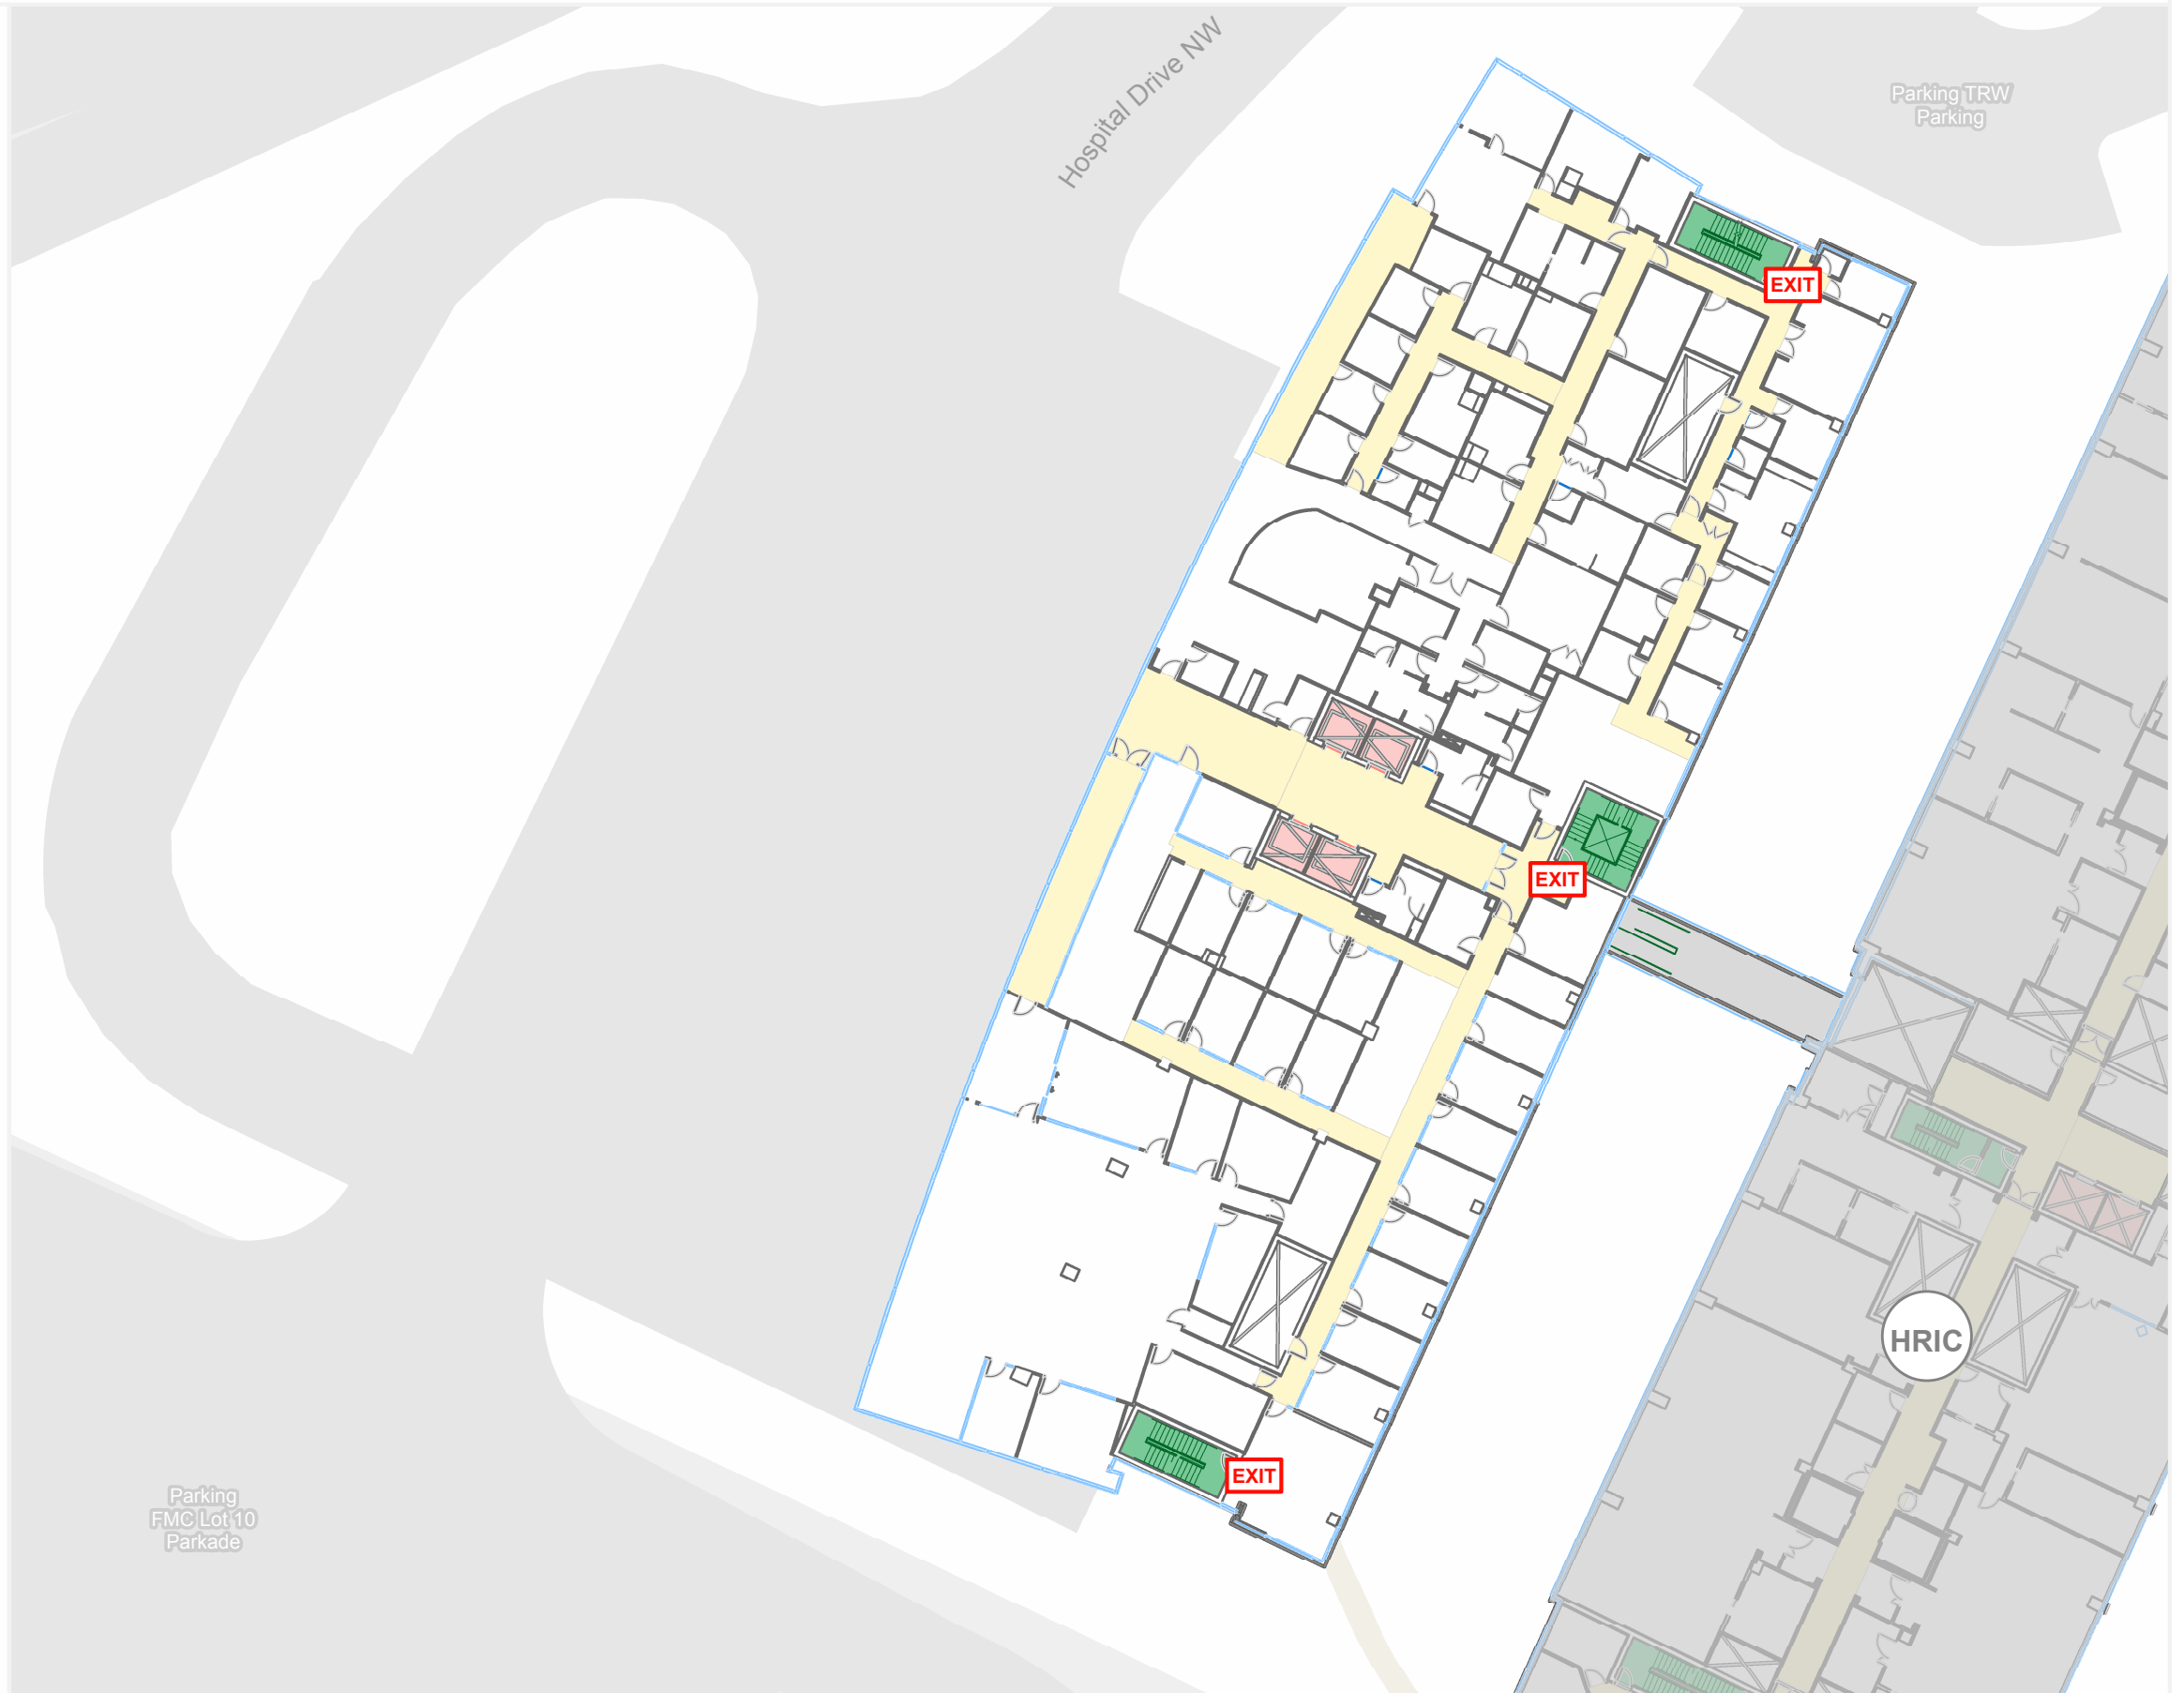 Hospital Drive NW
Parking TRW
Parking
EXIT
EXIT
HRIC
EXIT
Parking
FMC Lot 10
Parkade